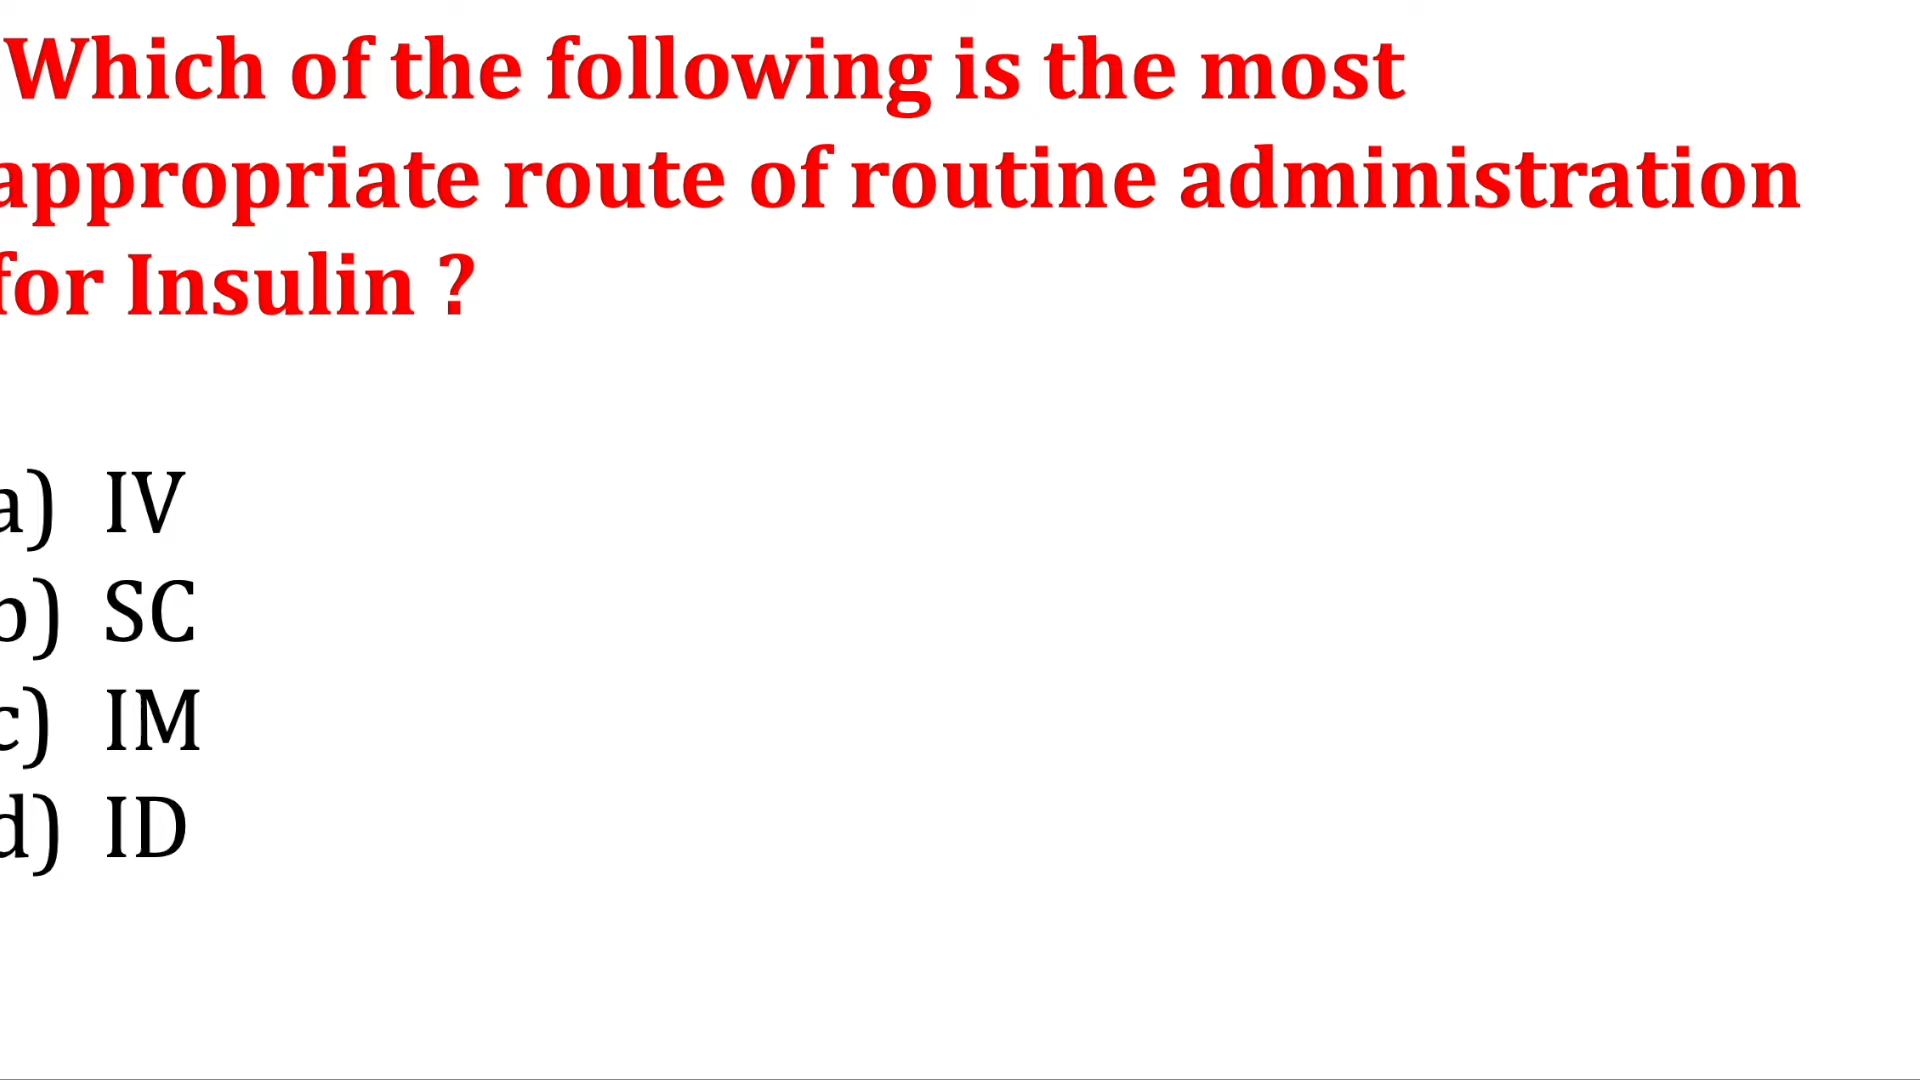 Which of the following is the most
appropriate route of routine administration
for Insulin ?
a) IV
b) SC
c) IM
d) ID